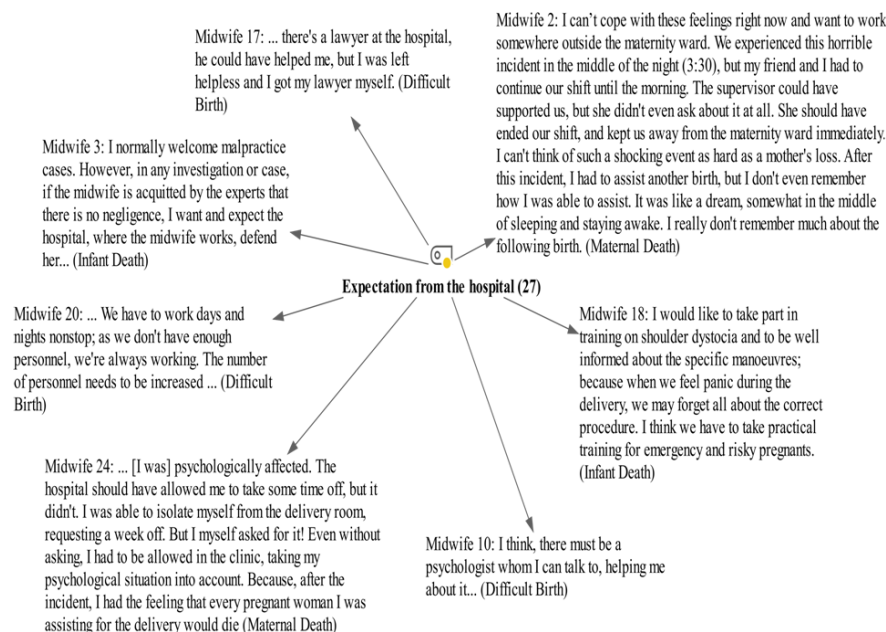 Midwife 17: ... there's a lawyer at the hospital,
he could have helped me, but I was left
helpless and I got my lawyer myself. (Difficult
Birth)
Midwife 2: I can't cope with these feelings right now and want to work
somewhere outside the maternity ward. We experienced this horrible
incident in the middle of the night (3:30), but my friend and I had to
continue our shift until the morning. The supervisor could have
supported us, but she didn't even ask about it at all. She should have
ended our shift, and kept us away from the maternity ward immediately.
I can't think of such a shocking event as hard as a mother's loss. After
this incident, I had to assist another birth, but I don't even remember
how I was able to assist. It was like a dream, somewhat in the middle
of sleeping and staying awake. I really don't remember much about the
following birth. (Maternal Death)
Midwife 3: I normally welcome malpractice
cases. However, in any investigation or case,
if the midwife is acquitted by the experts that
there is no negligence, I want and expect the
hospital, where the midwife works, defend
her... (Infant Death)
Expectation from the hospital (27)
Midwife 20: ... We have to work days and
nights nonstop; as we don't have enough
personnel, we're always working. The number
of personnel needs to be increased ... (Difficult
Birth)
Midwife 18: I would like to take part in
training on shoulder dystocia and to be well
informed about the specific manoeuvres;
because when we feel panic during the
delivery, we may forget all about the correct
procedure. I think we have to take practical
training for emergency and risky pregnants.
(Infant Death)
Midwife 24: ... [I was] psychologically affected. The
hospital should have allowed me to take some time off, but it
didn't. I was able to isolate myself from the delivery room,
requesting a week off. But I myself asked for it! Even without
asking, I had to be allowed in the clinic, taking my
psychological situation into account. Because, after the
incident, I had the feeling that every pregnant woman I was
assisting for the delivery would die (Maternal Death)
Midwife 10: I think, there must be a
psychologist whom I can talk to, helping me
about it... (Difficult Birth)